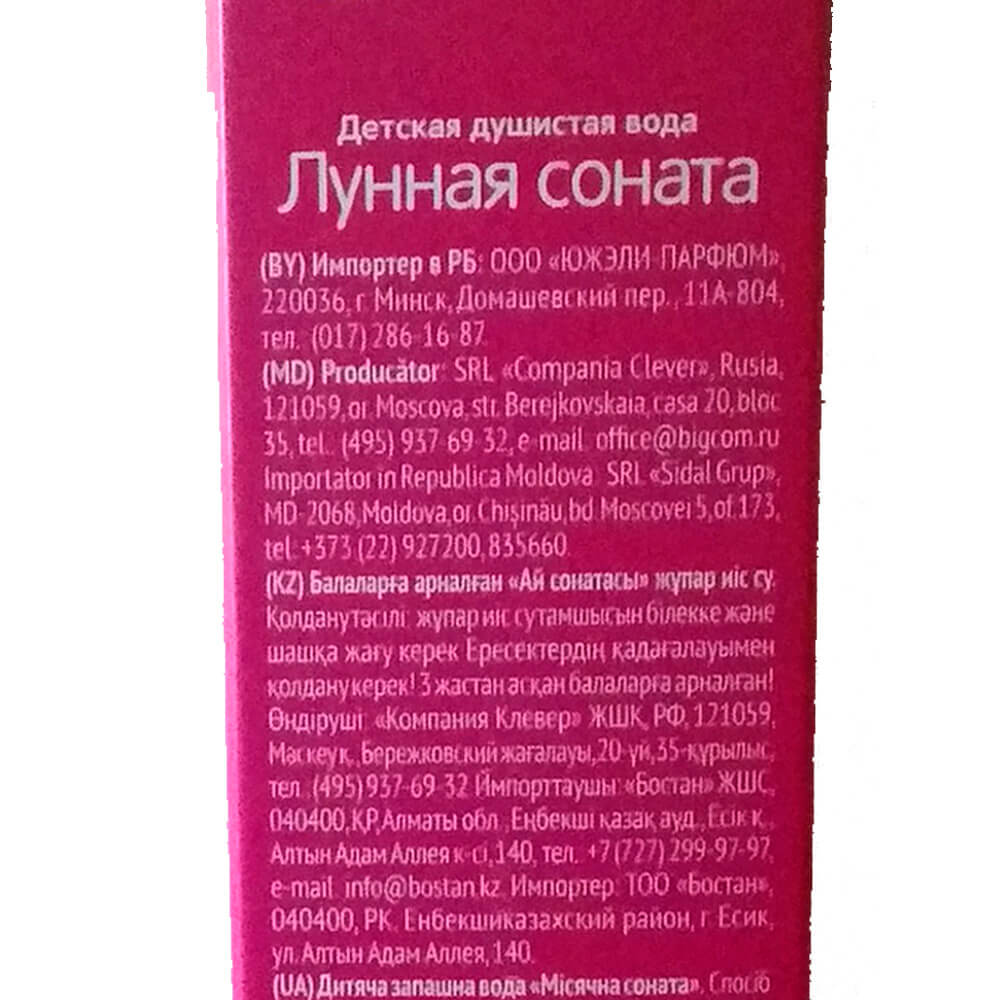 Детская душистая вода
Лунная соната
(BY) Импортер в РБ: ООО «ЮЖЭЛИ ПАРФЮМ»,
220036, г. Минск, Домашевский пер., 11А-804,
тел. (017) 286-16-87
(MD) Producător: SRL «Compania Clever», Rusia,
121059, or. Moscova, str. Berejkovskaia, casa 20, bloc
35, tel.: (495) 937 69-32, e-mail: office@bigcom.ru
Importator in Republica Moldova: SRL «Sidal Grup»,
MD-2068, Moldova, or. Chișinău, bd. Moscovei 5, of. 173,
tel. +373 (22) 927200, 835660.
(KZ) Балаларға арналған «Ай сонатасы» жұпар иіс су.
Қолдану тәсілі: жұпар иіс су тамшысын білекке және
шашқа жағу керек. Ересектердің қадағалауымен
қолдану керек! 3 жастан асқан балаларға арналған!
Өндіруші: «Компания Клевер» ЖШК, РФ, 121059,
Мәскеу қ., Бережковский жағалауы, 20-үй, 35-құрылыс,
тел. (495) 937-69-32 Импорттаушы: «Бостан» ЖШС,
040400, ҚР, Алматы обл., Еңбекші қазақ ауд., Есік қ.,
Алтын Адам Аллея к-сі, 140, тел. +7 (727) 299-97-97,
e-mail: info@bostan.kz. Импортер: ТОО «Бостан»,
040400, РК, Енбекшиказахский район, г. Есик,
ул. Алтын Адам Аллея, 140.
(UA) Дитяча запашна вода «Місячна соната». Спосіб